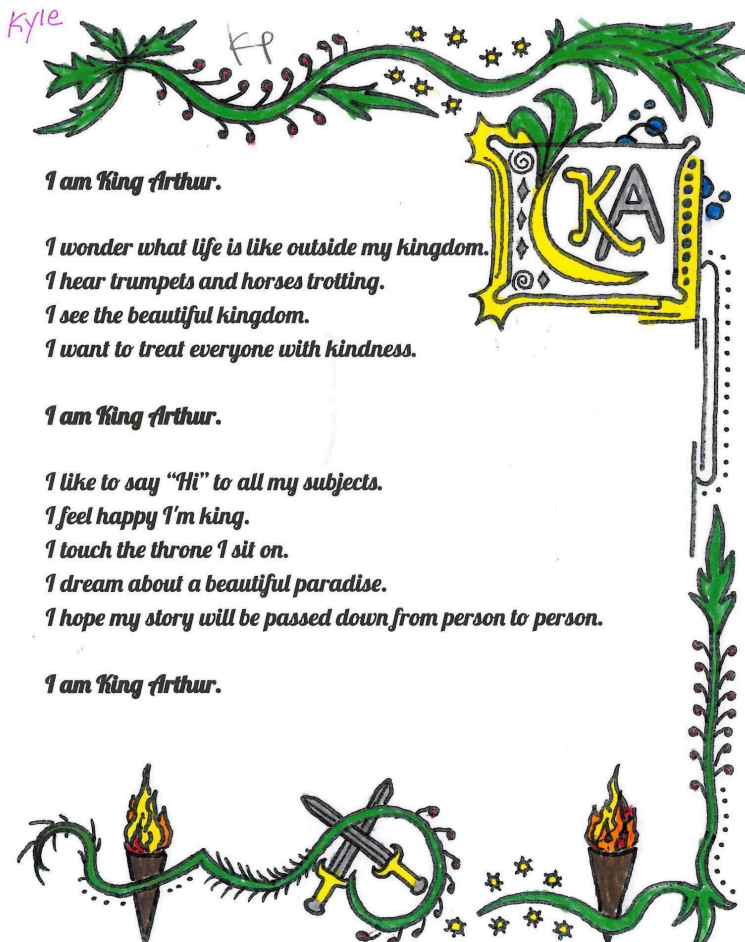 Kyle
KP
KA
I am King Arthur.
I wonder what life is like outside my kingdom.
I hear trumpets and horses trotting.
I see the beautiful kingdom.
I want to treat everyone with kindness.
I am King Arthur.
I like to say “Hi” to all my subjects.
I feel happy I'm king.
I touch the throne I sit on.
I dream about a beautiful paradise.
I hope my story will be passed down from person to person.
I am King Arthur.